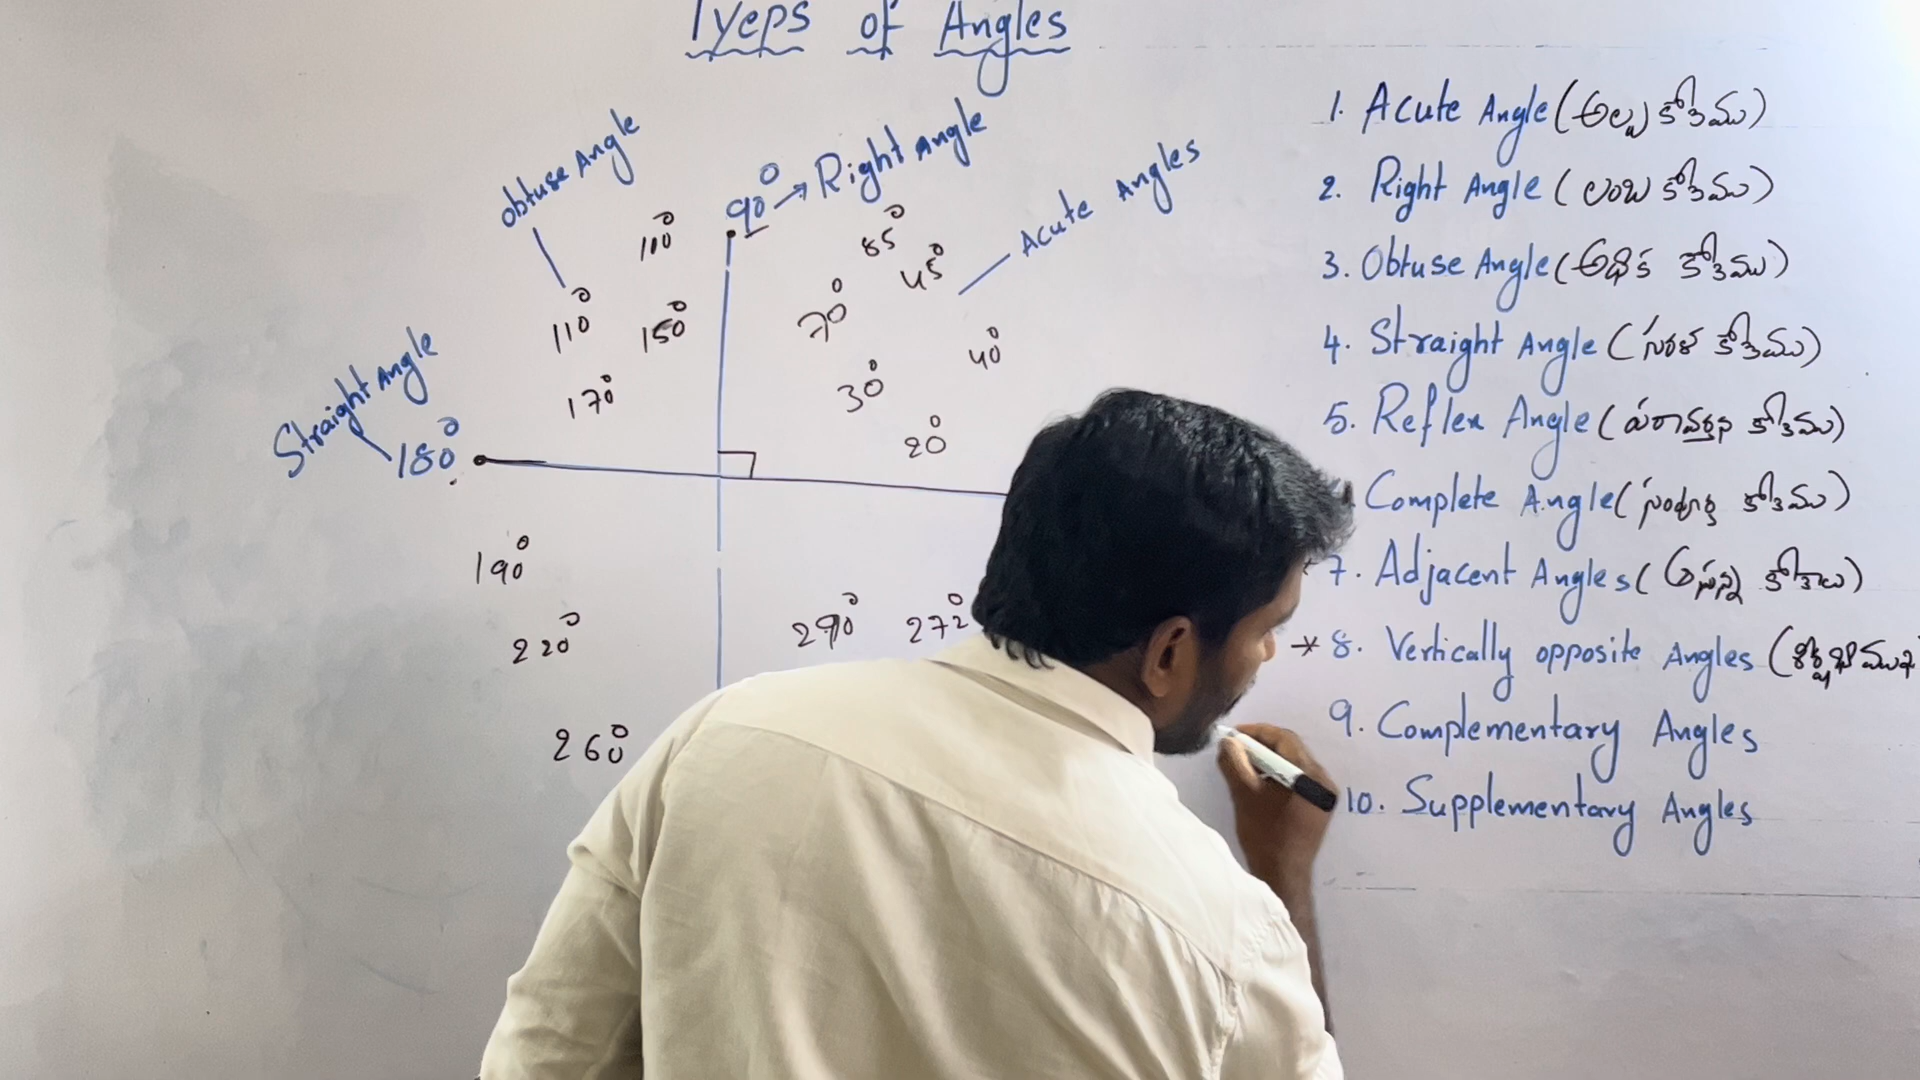 Tyeps of Angles
obtuse Angle
90° → Right Angle
Acute Angles
110°
85°
45°
70°
110° 150°
40°
170°
30°
Straight Angle
180°
20°
190°
220°
290° 272°
260°
1. Acute Angle (అల్ప కోణము)
2. Right Angle (లంబ కోణము)
3. Obtuse Angle (అధిక కోణము)
4. Straight Angle (సరళ కోణము)
5. Reflex Angle (పరావర్తన కోణము)
Complete Angle (సంపూర్ణ కోణము)
7. Adjacent Angles (ఆసన్న కోణాలు)
* 8. Vertically opposite Angles
9. Complementary Angles
10. Supplementary Angles